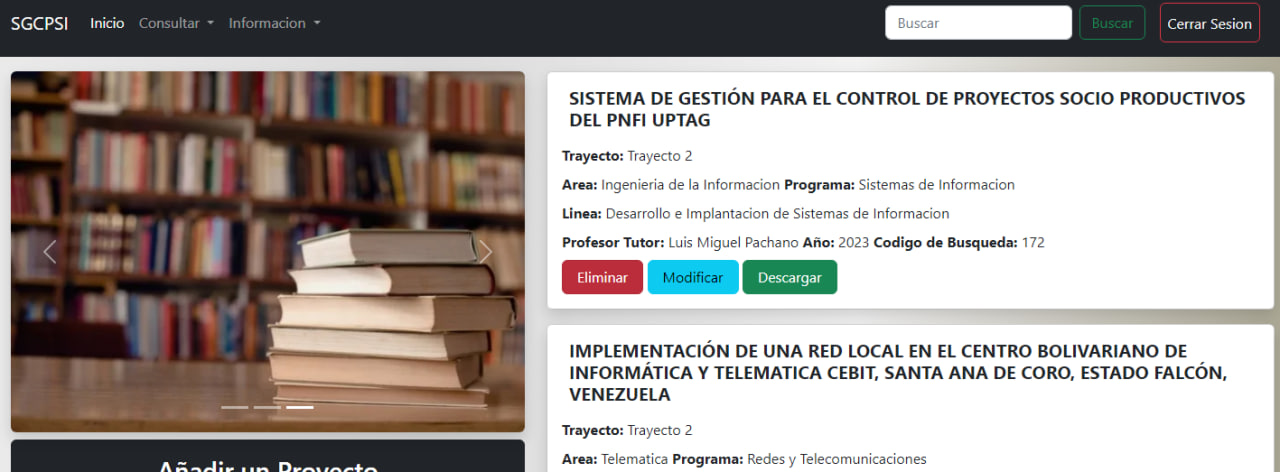 SGCPSI Inicio Consultar Informacion Buscar Buscar Cerrar Sesion
SISTEMA DE GESTIÓN PARA EL CONTROL DE PROYECTOS SOCIO PRODUCTIVOS
DEL PNFI UPTAG
Trayecto: Trayecto 2
Area: Ingenieria de la Informacion Programa: Sistemas de Informacion
Linea: Desarrollo e Implantacion de Sistemas de Informacion
Profesor Tutor: Luis Miguel Pachano Año: 2023 Codigo de Busqueda: 172
Eliminar Modificar Descargar
IMPLEMENTACIÓN DE UNA RED LOCAL EN EL CENTRO BOLIVARIANO DE
INFORMÁTICA Y TELEMATICA CEBIT, SANTA ANA DE CORO, ESTADO FALCÓN,
VENEZUELA
Trayecto: Trayecto 2
Area: Telematica Programa: Redes y Telecomunicaciones
Añadir un Proyecto